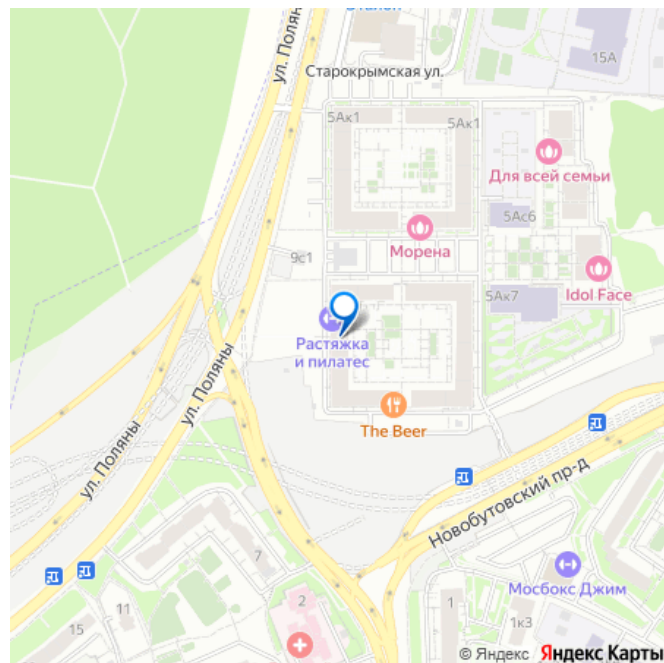 Эталон
ул. Поляны
15А
Старокрымская ул.
5Ак1
5Ак1
Для всей семьи
5Ас6
Морена
9с1
Idol Face
5Ак7
Растяжка
и пилатес
ул. Поляны
The Beer
ул. Поляны
Новобутовский пр-д
7
Мосбокс Джим
2
1
11
1к3
15
© Яндекс Яндекс Карты